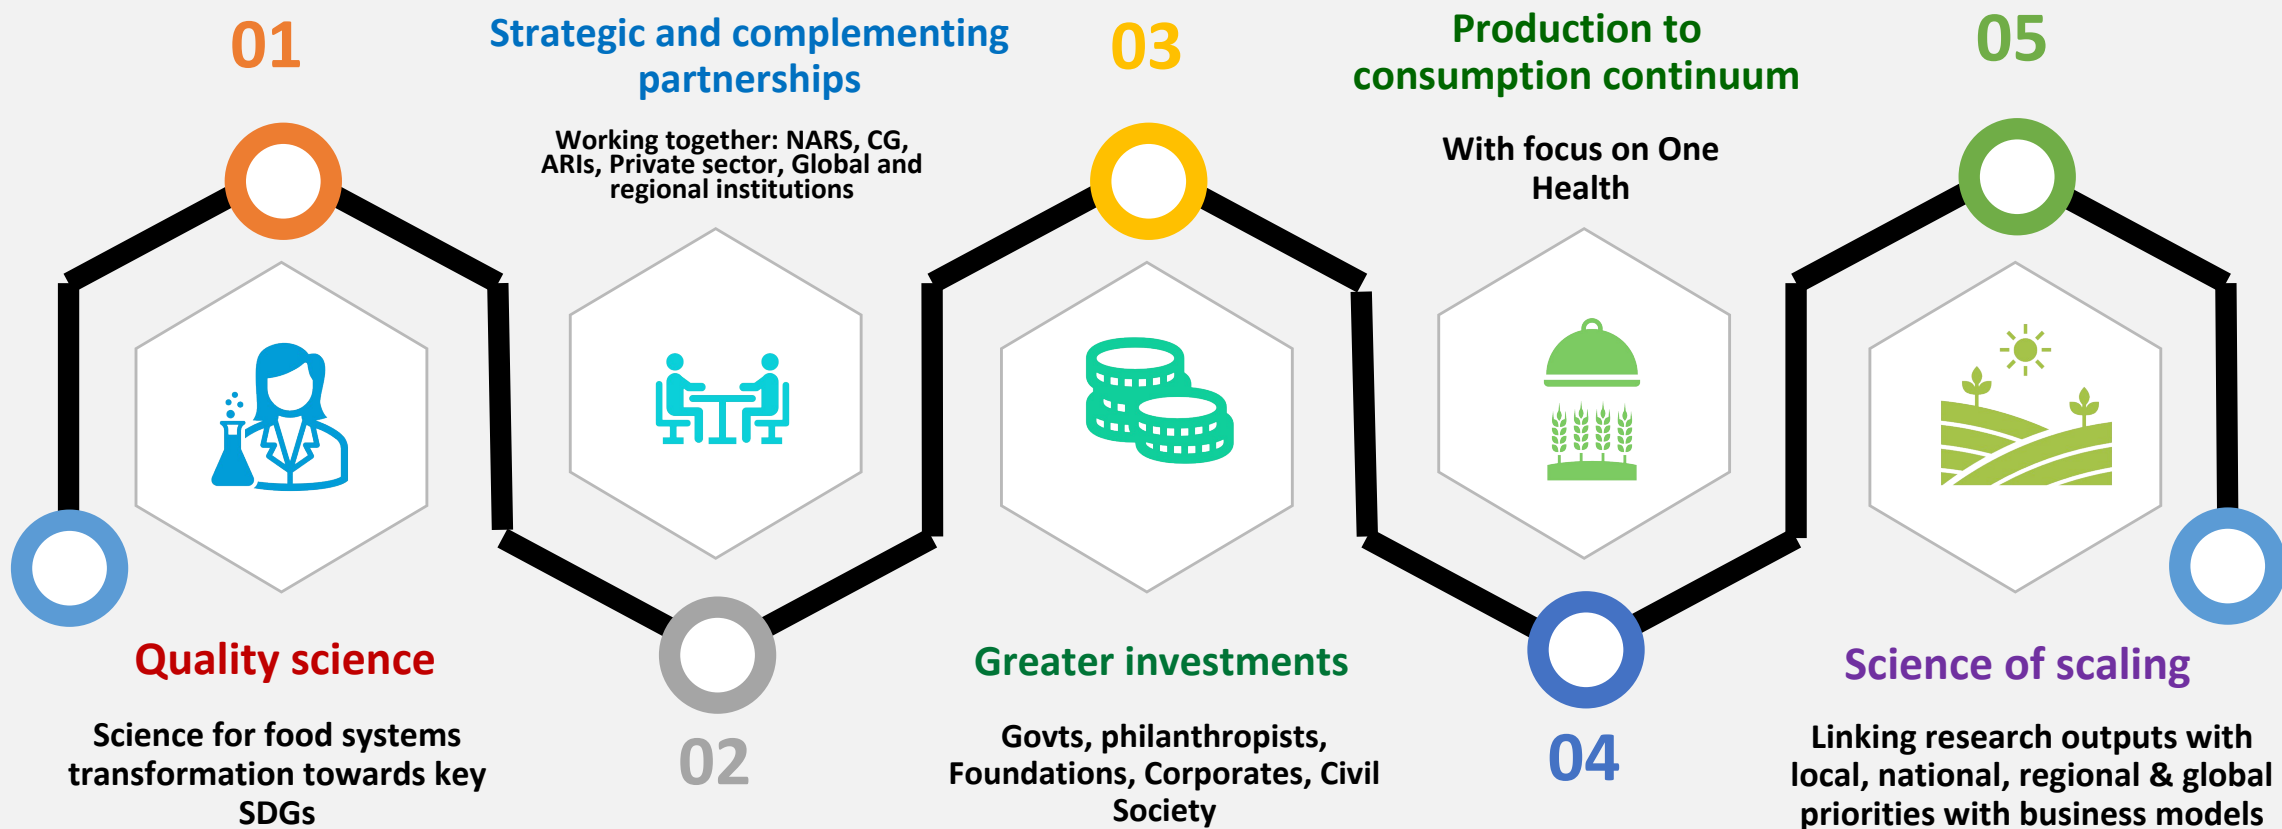 01
Quality science
Science for food systems
transformation towards key
SDGs
Strategic and complementing
partnerships
Working together: NARS, CG,
ARIs, Private sector, Global and
regional institutions
02
03
Greater investments
Govts, philanthropists,
Foundations, Corporates, Civil
Society
Production to
consumption continuum
With focus on One
Health
04
05
Science of scaling
Linking research outputs with
local, national, regional & global
priorities with business models